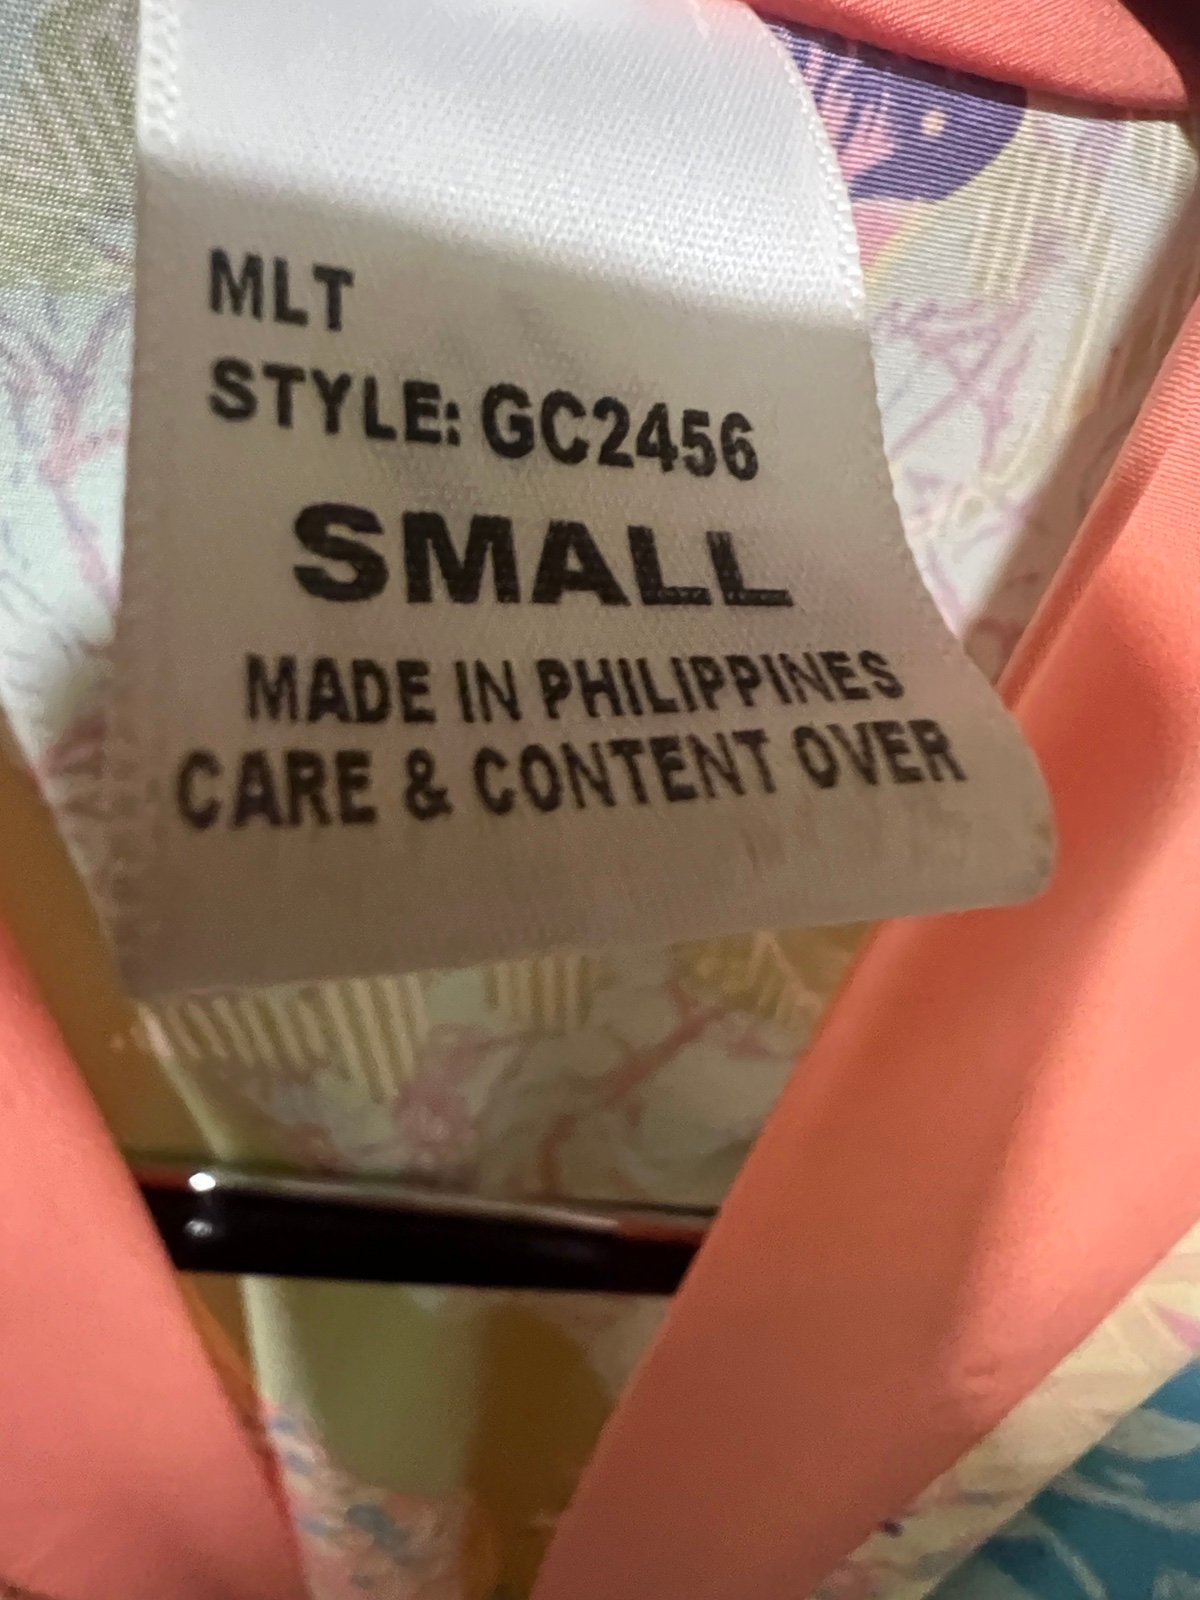 MLT
STYLE: GC2456
SMALL
MADE IN PHILIPPINES
CARE & CONTENT OVER